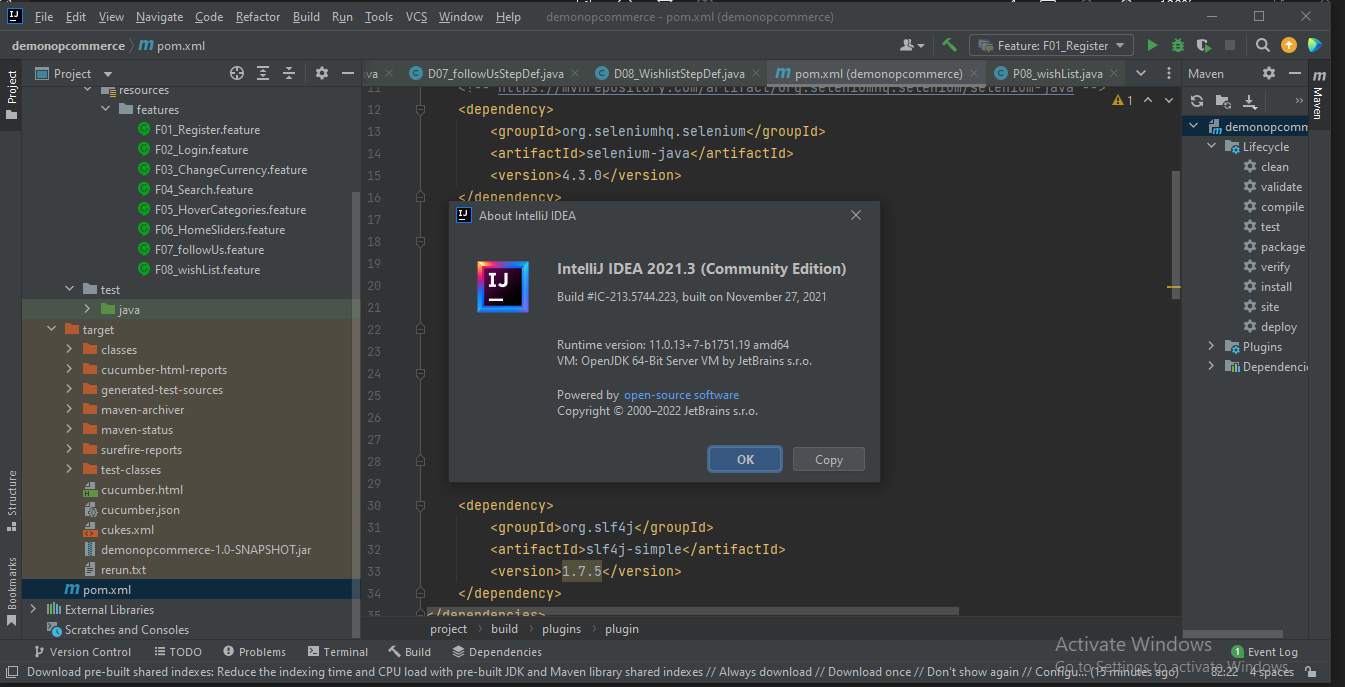 File Edit View Navigate Code Refactor Build Run Tools VCS Window Help demonopcommerce - pom.xml (demonopcommerce)
demonopcommerce pom.xml Feature: F01_Register
Project
Project
ava D07_followUsStepDef.java D08_WishlistStepDef.java pom.xml (demonopcommerce) P08_wishList.java
Maven
Maven
resources
features
F01_Register.feature
F02_Login.feature
F03_ChangeCurrency.feature
F04_Search.feature
F05_HoverCategories.feature
F06_HomeSliders.feature
F07_followUs.feature
F08_wishList.feature
test
java
target
classes
cucumber-html-reports
generated-test-sources
maven-archiver
maven-status
surefire-reports
test-classes
cucumber.html
cucumber.json
cukes.xml
demonopcommerce-1.0-SNAPSHOT.jar
rerun.txt
pom.xml
External Libraries
Scratches and Consoles
Structure
Bookmarks
11 <!-- https://mvnrepository.com/artifact/org.seleniumhq.selenium/selenium-java -->
12 <dependency>
13 <groupId>org.seleniumhq.selenium</groupId>
14 <artifactId>selenium-java</artifactId>
15 <version>4.3.0</version>
16 </dependency>
17
18
19
20
21
22
23
24
25
26
27
28
29
30 <dependency>
31 <groupId>org.slf4j</groupId>
32 <artifactId>slf4j-simple</artifactId>
33 <version>1.7.5</version>
34 </dependency>
35 </dependencies>
1
About IntelliJ IDEA
IJ
IntelliJ IDEA 2021.3 (Community Edition)
Build #IC-213.5744.223, built on November 27, 2021
Runtime version: 11.0.13+7-b1751.19 amd64
VM: OpenJDK 64-Bit Server VM by JetBrains s.r.o.
Powered by open-source software
Copyright © 2000–2022 JetBrains s.r.o.
OK Copy
demonopcomm
Lifecycle
clean
validate
compile
test
package
verify
install
site
deploy
Plugins
Dependenci
project build plugins plugin
Version Control TODO Problems Terminal Build Dependencies 1 Event Log
Activate Windows
Go to Settings to activate Windows.
Download pre-built shared indexes: Reduce the indexing time and CPU load with pre-built JDK and Maven library shared indexes // Always download // Download once // Don't show again // Configu... (15 minutes ago) 82:22 4 spaces